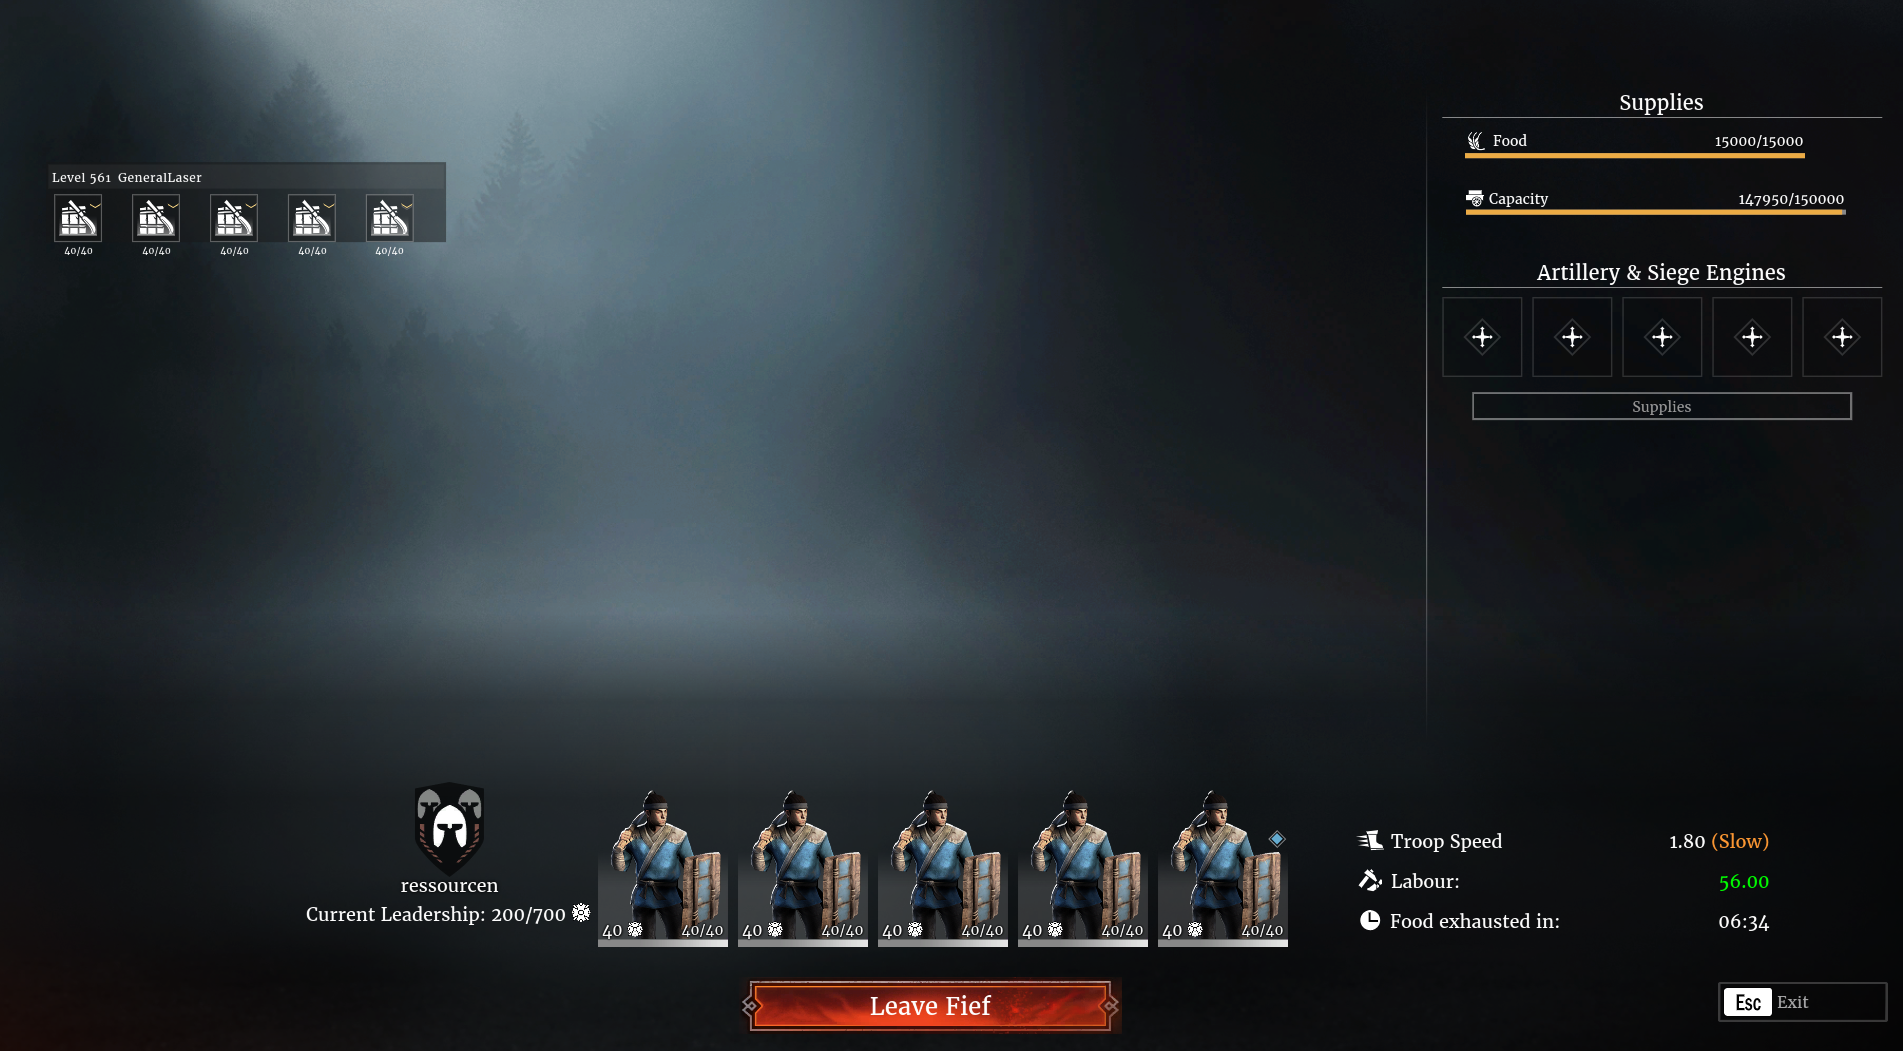 Supplies
Food 15000/15000
Level 561 GeneralLaser
Capacity 147950/150000
40/40 40/40 40/40 40/40 40/40
Artillery & Siege Engines
Supplies
Troop Speed 1.80 (Slow)
ressourcen
Labour: 56.00
Current Leadership: 200/700
40 40/40 40 40/40 40 40/40 40 40/40 40 40/40
Food exhausted in: 06:34
Leave Fief
Esc Exit